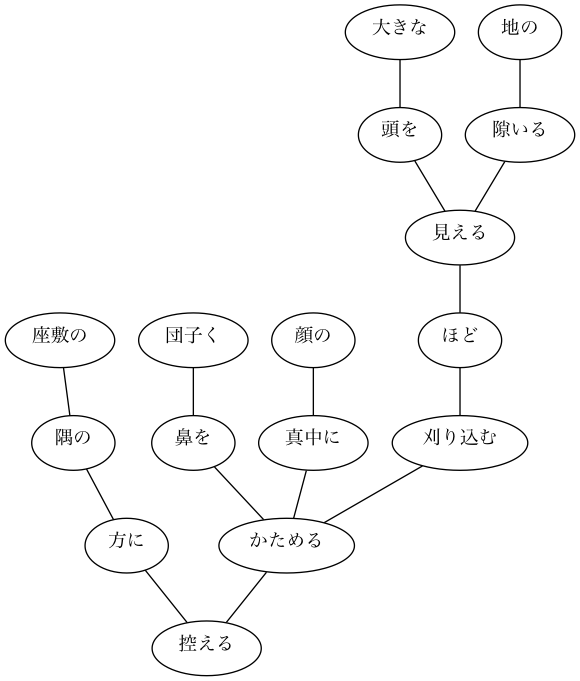 大きな 地の
頭を 隙いる
見える
座敷の 団子く 顔の ほど
隅の 鼻を 真中に 刈り込む
方に かためる
控える